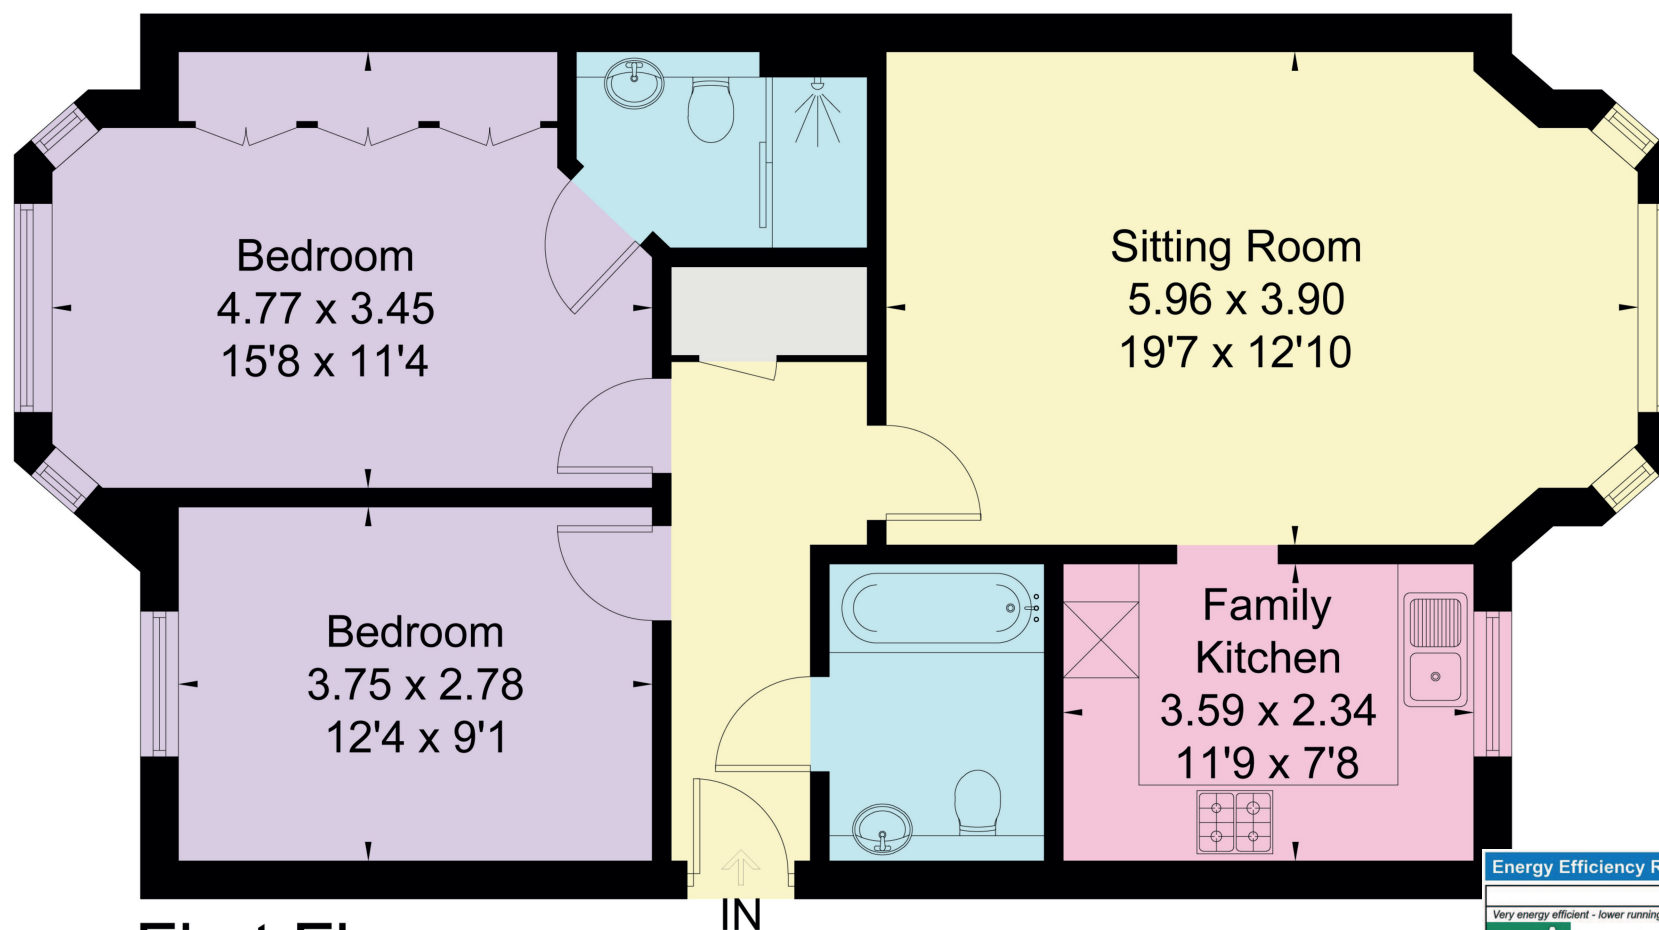 Bedroom
4.77 x 3.45
15'8 x 11'4
Sitting Room
5.96 x 3.90
19'7 x 12'10
Bedroom
3.75 x 2.78
12'4 x 9'1
Family
Kitchen
3.59 x 2.34
11'9 x 7'8
IN
Energy Efficiency
Very energy efficient - lower running